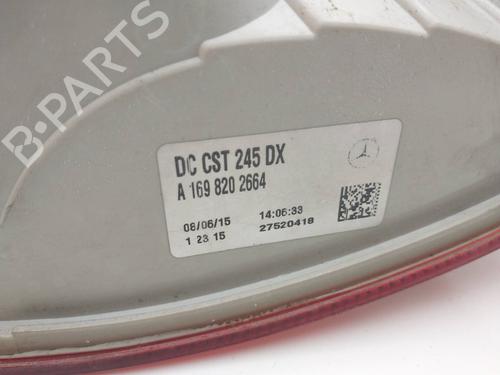 B-PARTS
DC CST 245 DX
A 169 820 2664
08/06/15 14:06:33
1 23 15 27520418